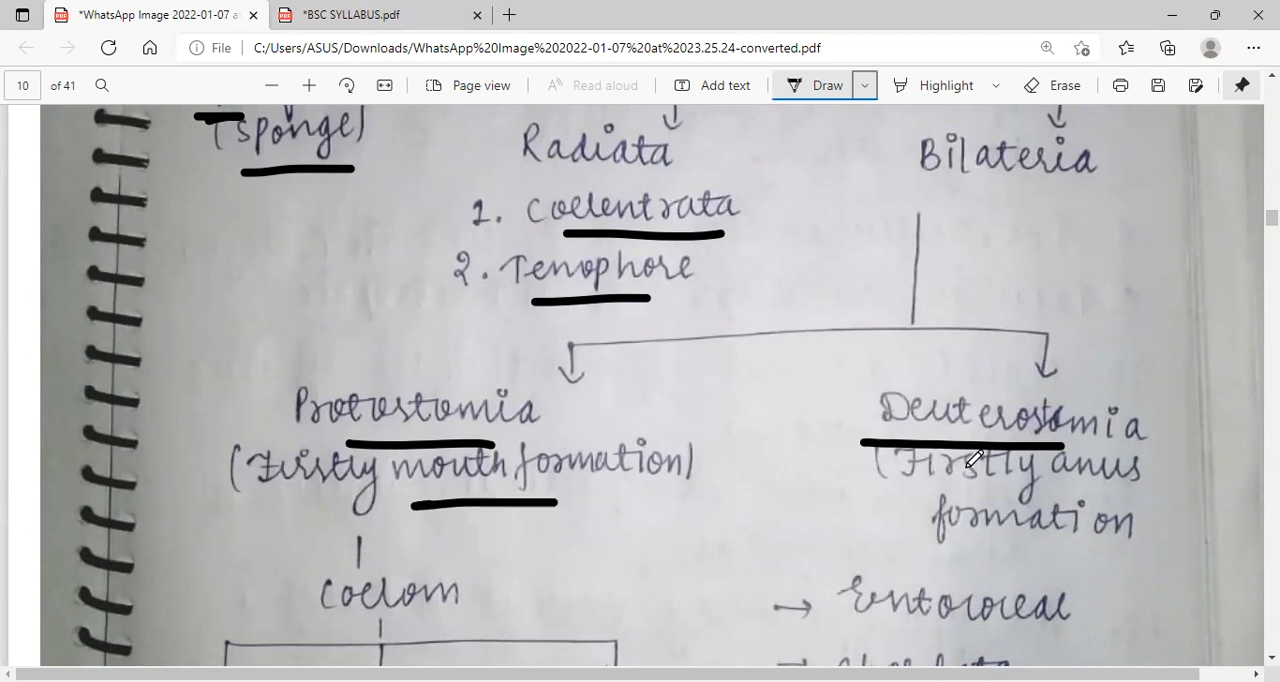 *WhatsApp Image 2022-01-07 a
*BSC SYLLABUS.pdf
File
C:/Users/ASUS/Downloads/WhatsApp%20Image%202022-01-07%20at%2023.25.24-converted.pdf
10 of 41
Page view
Read aloud
Add text
Draw
Highlight
Erase
(sponge)
Radiata
Bilateria
1. Coelentrata
2. Tenophore
Protostomia
Deuterostomia
(Firstly mouth formation)
(Firstly anus
formation
Coelom
→ Entocoeal